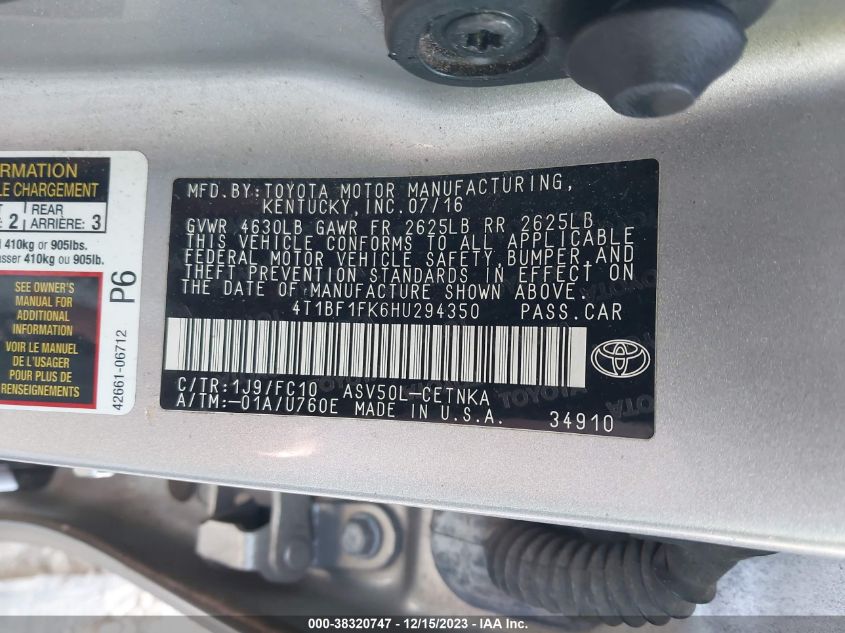 ORMATION
LE CHARGEMENT
2
REAR
ARRIÈRE: 3
410kg or 905lbs.
asser 410kg ou 905lb.
SEE OWNER'S
MANUAL FOR
ADDITIONAL
INFORMATION
VOIR LE MANUEL
DE L'USAGER
POUR PLUS DE
RENSEIGNEMENTS
P6
42661-06712
MFD.BY:TOYOTA MOTOR MANUFACTURING,
KENTUCKY,INC.07/16
GVWR 4630LB GAWR FR 2625LB RR 2625LB
THIS VEHICLE CONFORMS TO ALL APPLICABLE
FEDERAL MOTOR VEHICLE SAFETY,BUMPER,AND
THEFT PREVENTION STANDARDS IN EFFECT ON
THE DATE OF MANUFACTURE SHOWN ABOVE.
4T1BF1FK6HU294350 PASS.CAR
C/TR:1J9/FC10 ASV50L-CETNKA
A/TM:-01A/U760E MADE IN U.S.A. 34910
TOYOTA
000-38320747 - 12/15/2023 - IAA Inc.